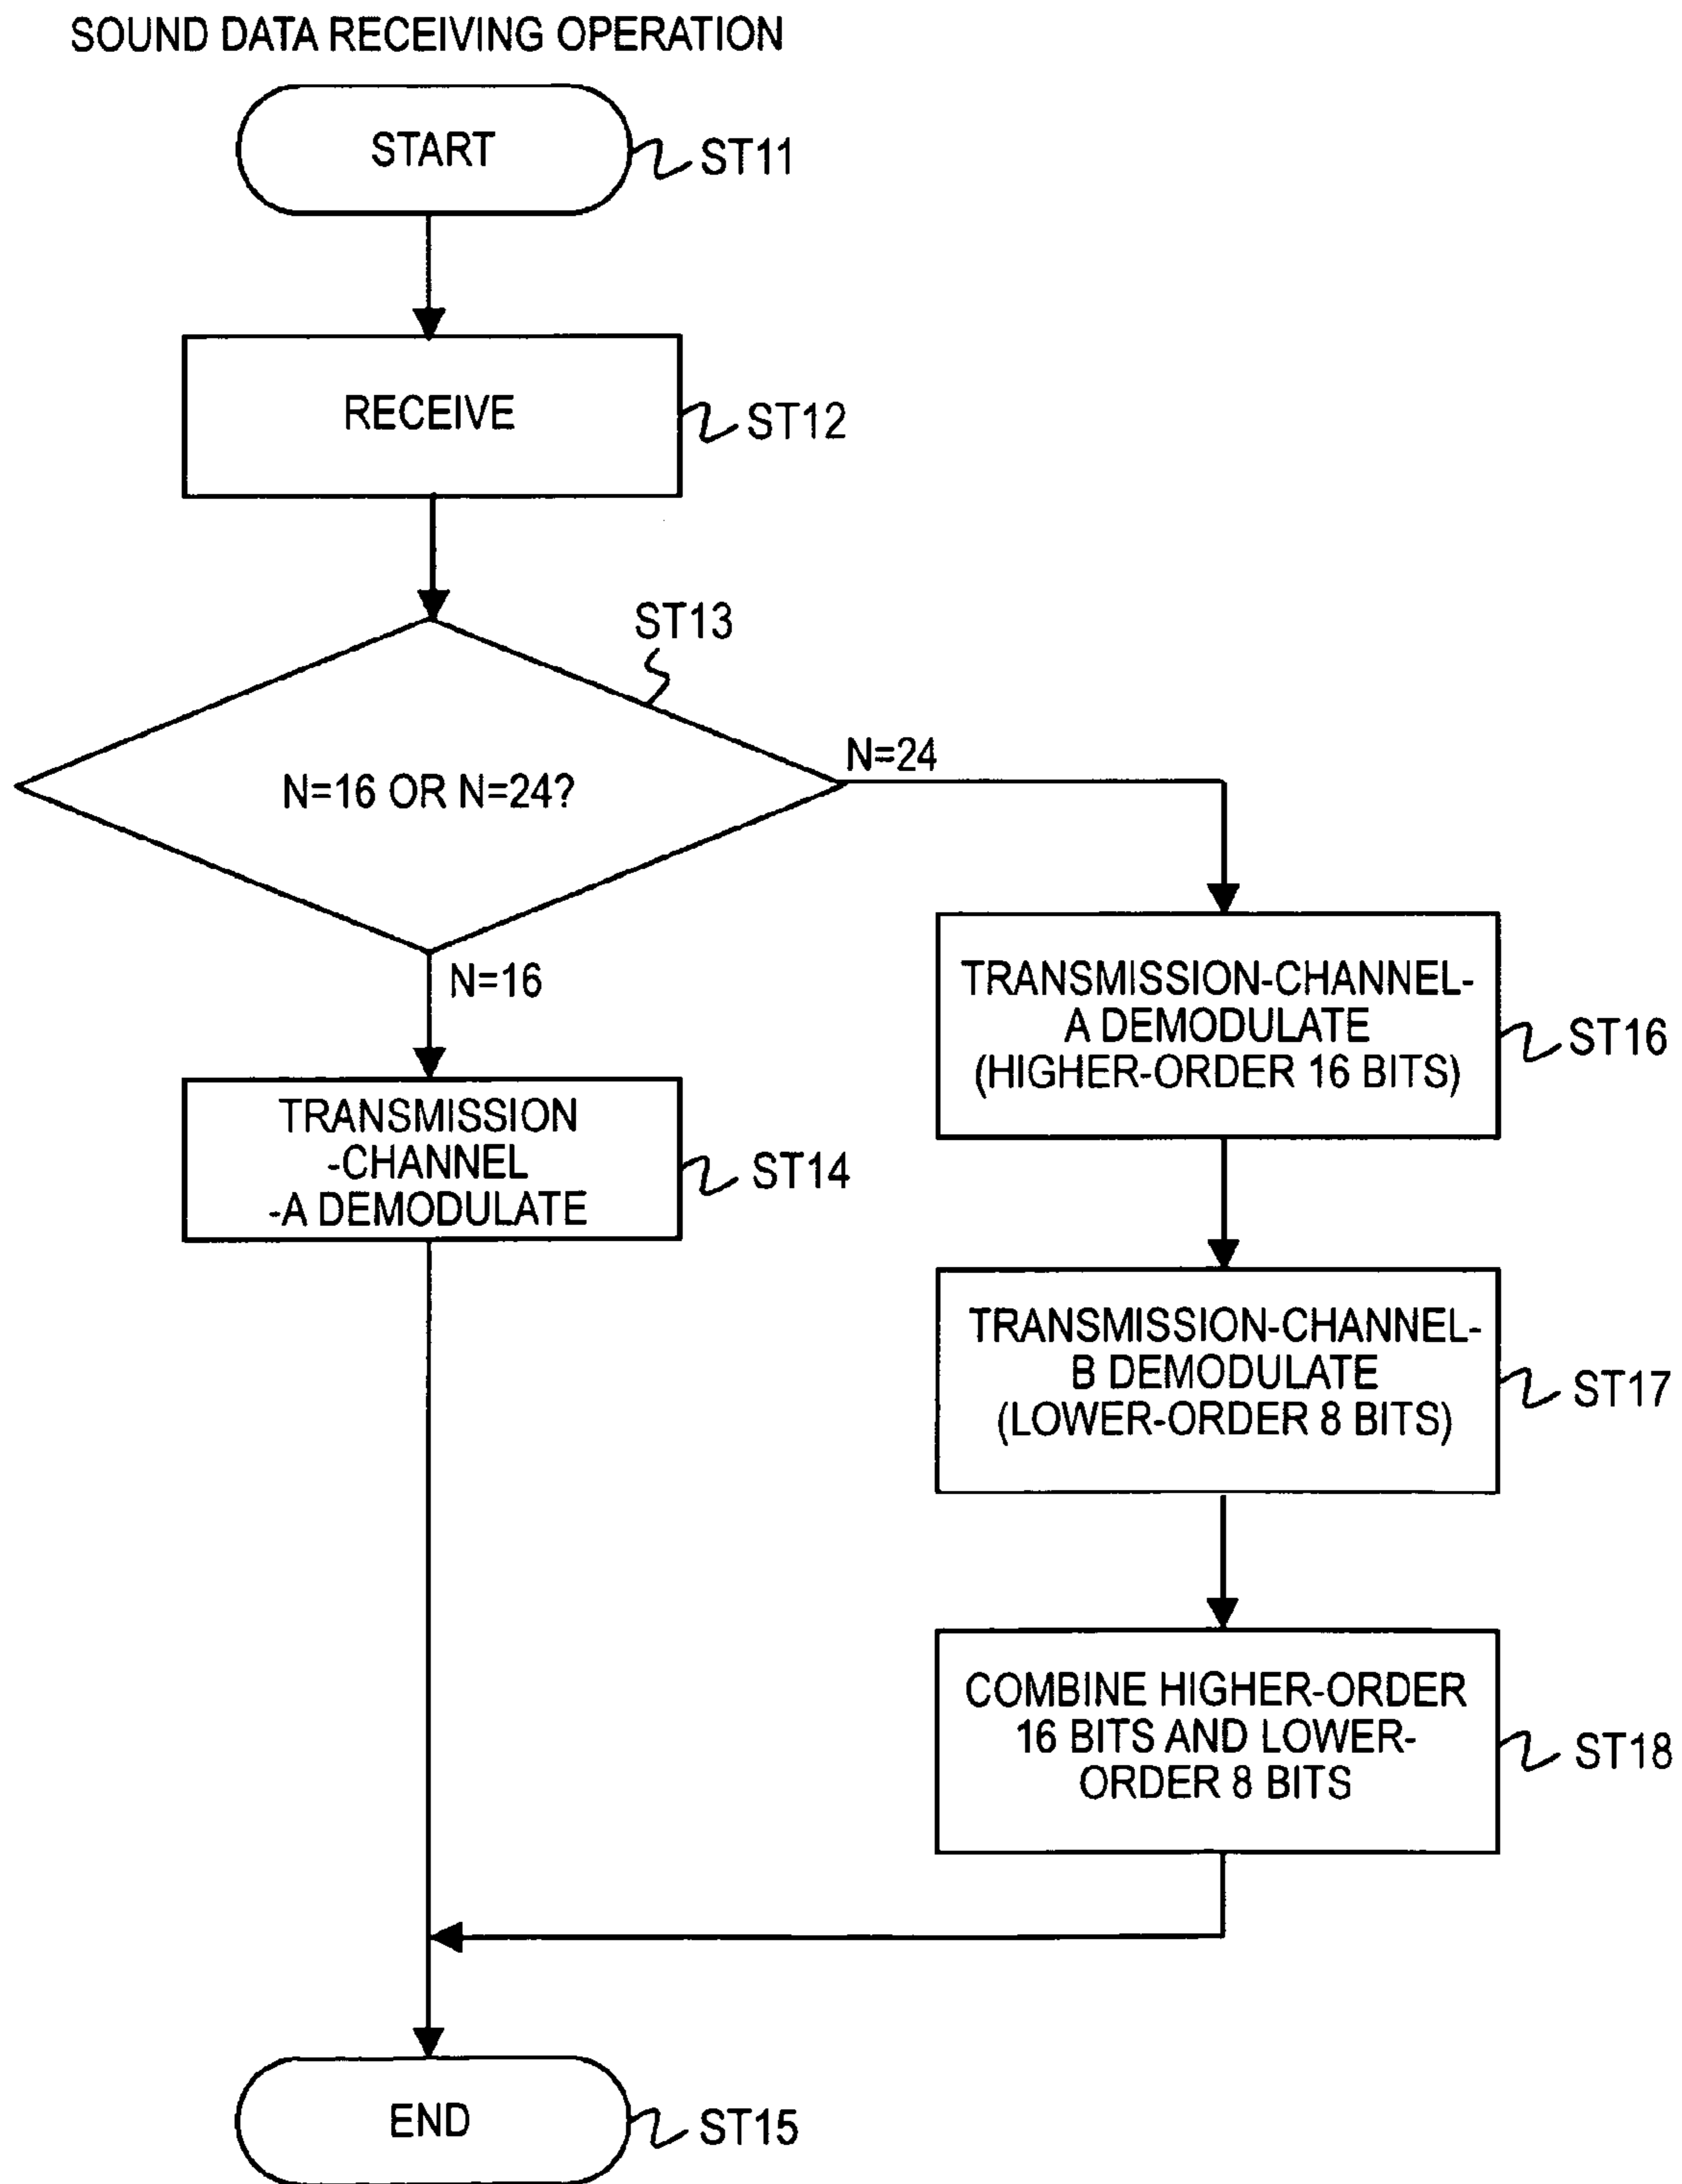 SOUND DATA RECEIVING OPERATION
START
ST11
RECEIVE
ST12
ST13
N=16 OR N=24?
N=24
N=16
TRANSMISSION
-CHANNEL
-A DEMODULATE
ST14
TRANSMISSION-CHANNEL-
A DEMODULATE
(HIGHER-ORDER 16 BITS)
ST16
TRANSMISSION-CHANNEL-
B DEMODULATE
(LOWER-ORDER 8 BITS)
ST17
COMBINE HIGHER-ORDER
16 BITS AND LOWER-
ORDER 8 BITS
ST18
END
ST15